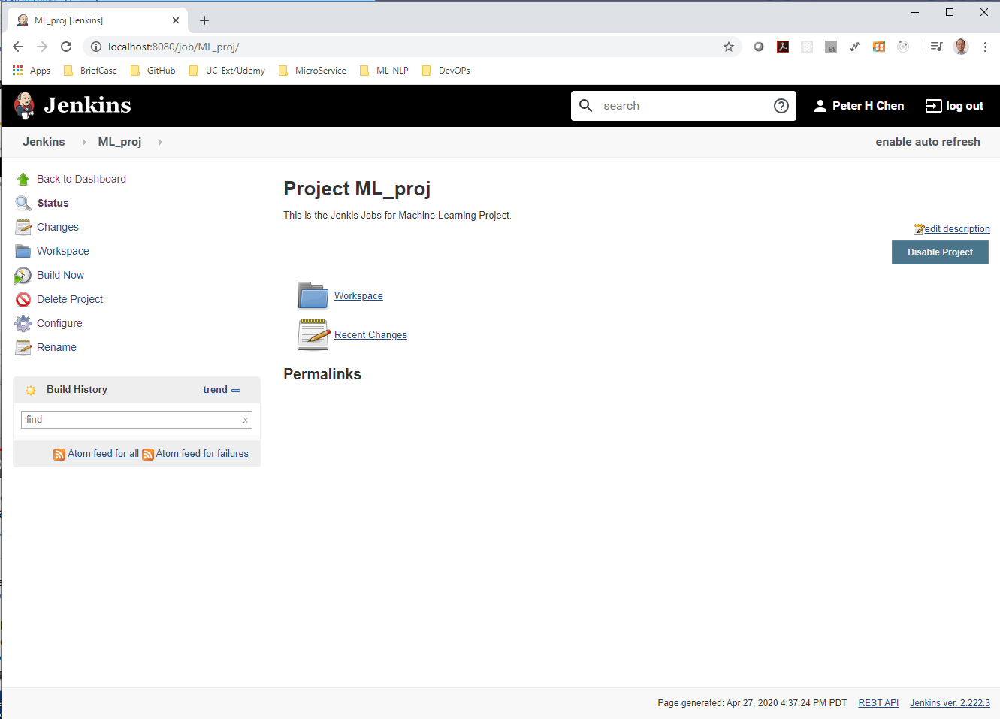 ML_proj [Jenkins]
localhost:8080/job/ML_proj/
Apps BriefCase GitHub UC-Ext/Udemy MicroService ML-NLP DevOPs
Jenkins search Peter H Chen log out
Jenkins ML_proj enable auto refresh
Back to Dashboard
Status
Changes
Workspace
Build Now
Delete Project
Configure
Rename
Build History trend
find x
Atom feed for all Atom feed for failures
Project ML_proj
This is the Jenkis Jobs for Machine Learning Project.
edit description
Disable Project
Workspace
Recent Changes
Permalinks
Page generated: Apr 27, 2020 4:37:24 PM PDT REST API Jenkins ver. 2.222.3